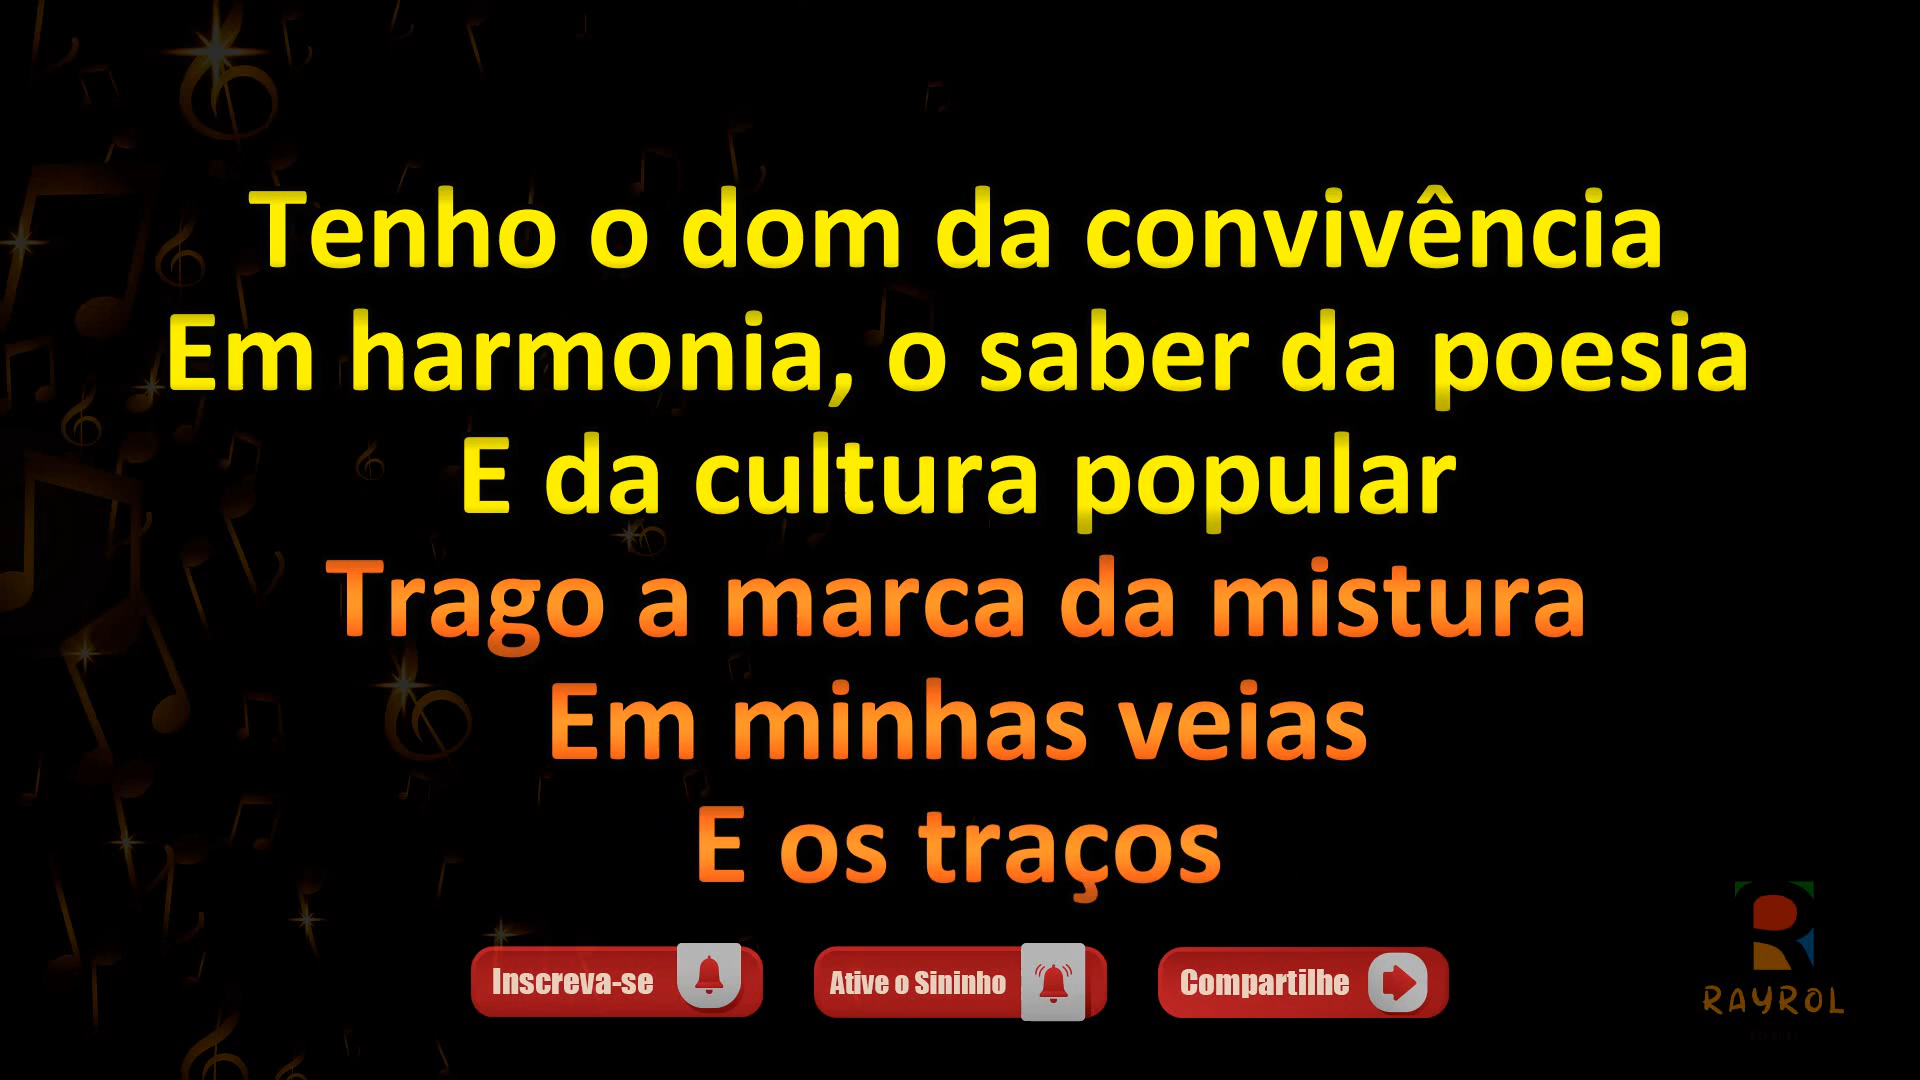 Tenho o dom da convivência
Em harmonia, o saber da poesia
E da cultura popular
Trago a marca da mistura
Em minhas veias
E os traços
Inscreva-se
Ative o Sininho
Compartilhe
RAYROL